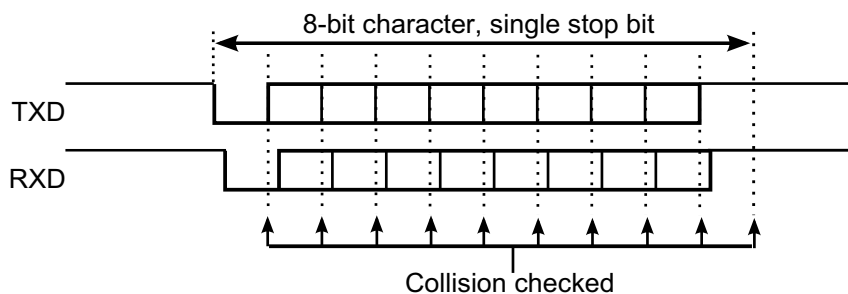 8-bit character, single stop bit
TXD
RXD
Collision checked